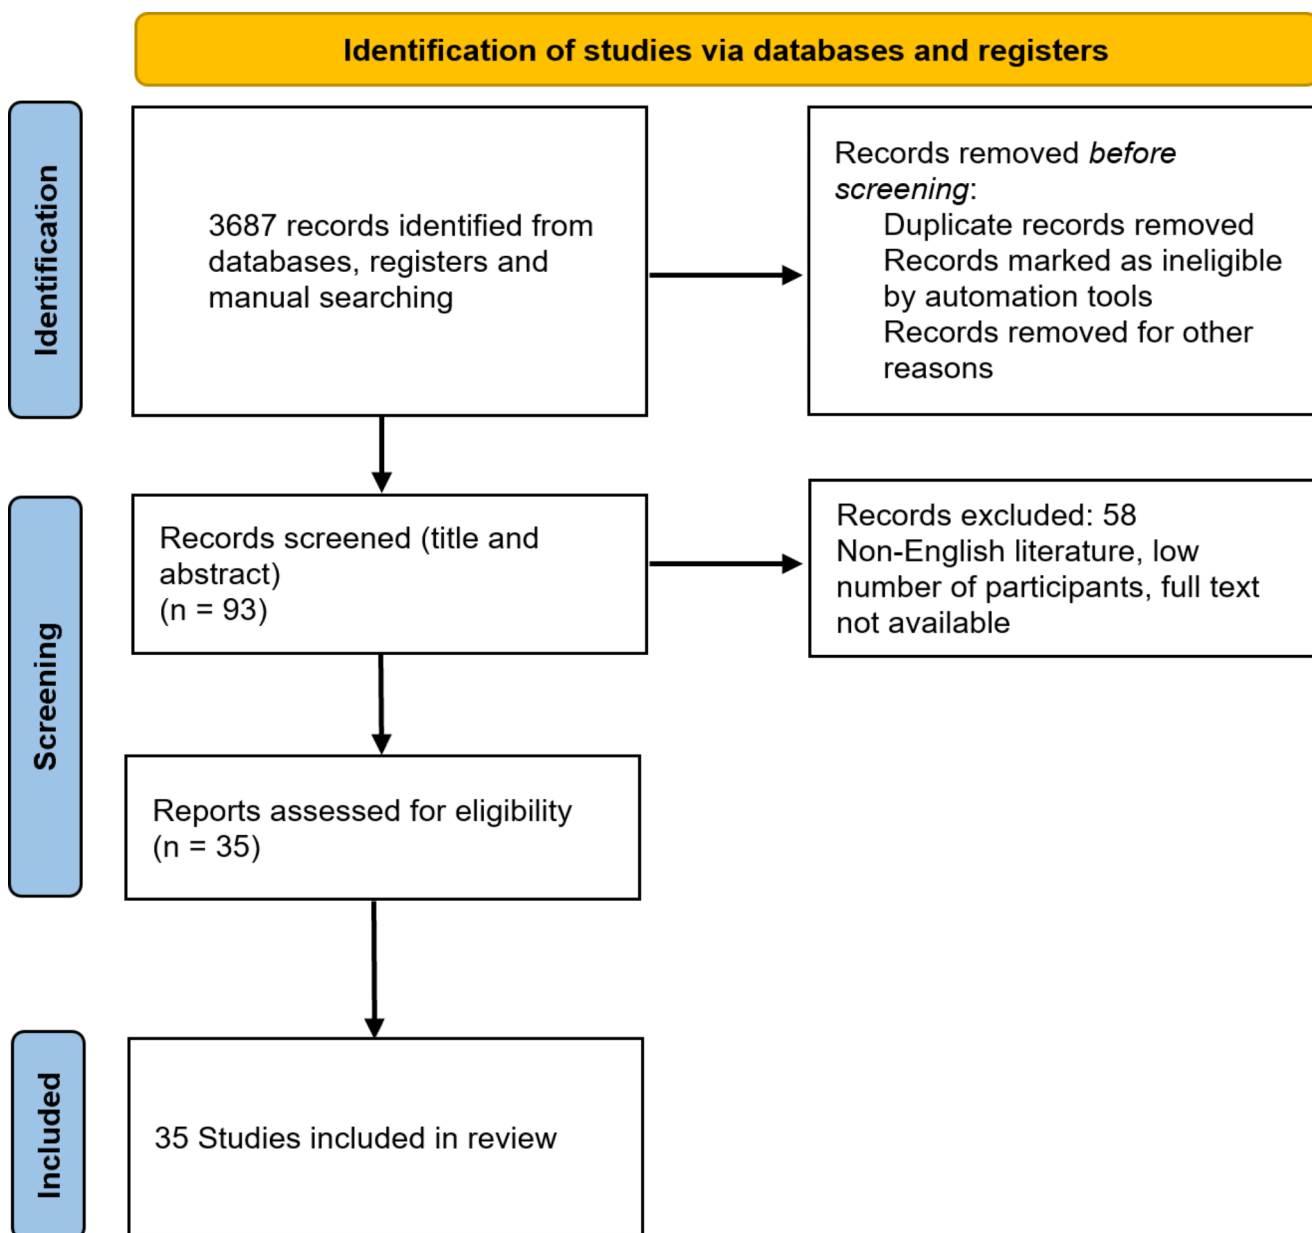 Identification of studies via databases and registers
Identification
3687 records identified from
databases, registers and
manual searching
Records removed before
screening:
Duplicate records removed
Records marked as ineligible
by automation tools
Records removed for other
reasons
Screening
Records screened (title and
abstract)
(n = 93)
Records excluded: 58
Non-English literature, low
number of participants, full text
not available
Reports assessed for eligibility
(n = 35)
Included
35 Studies included in review